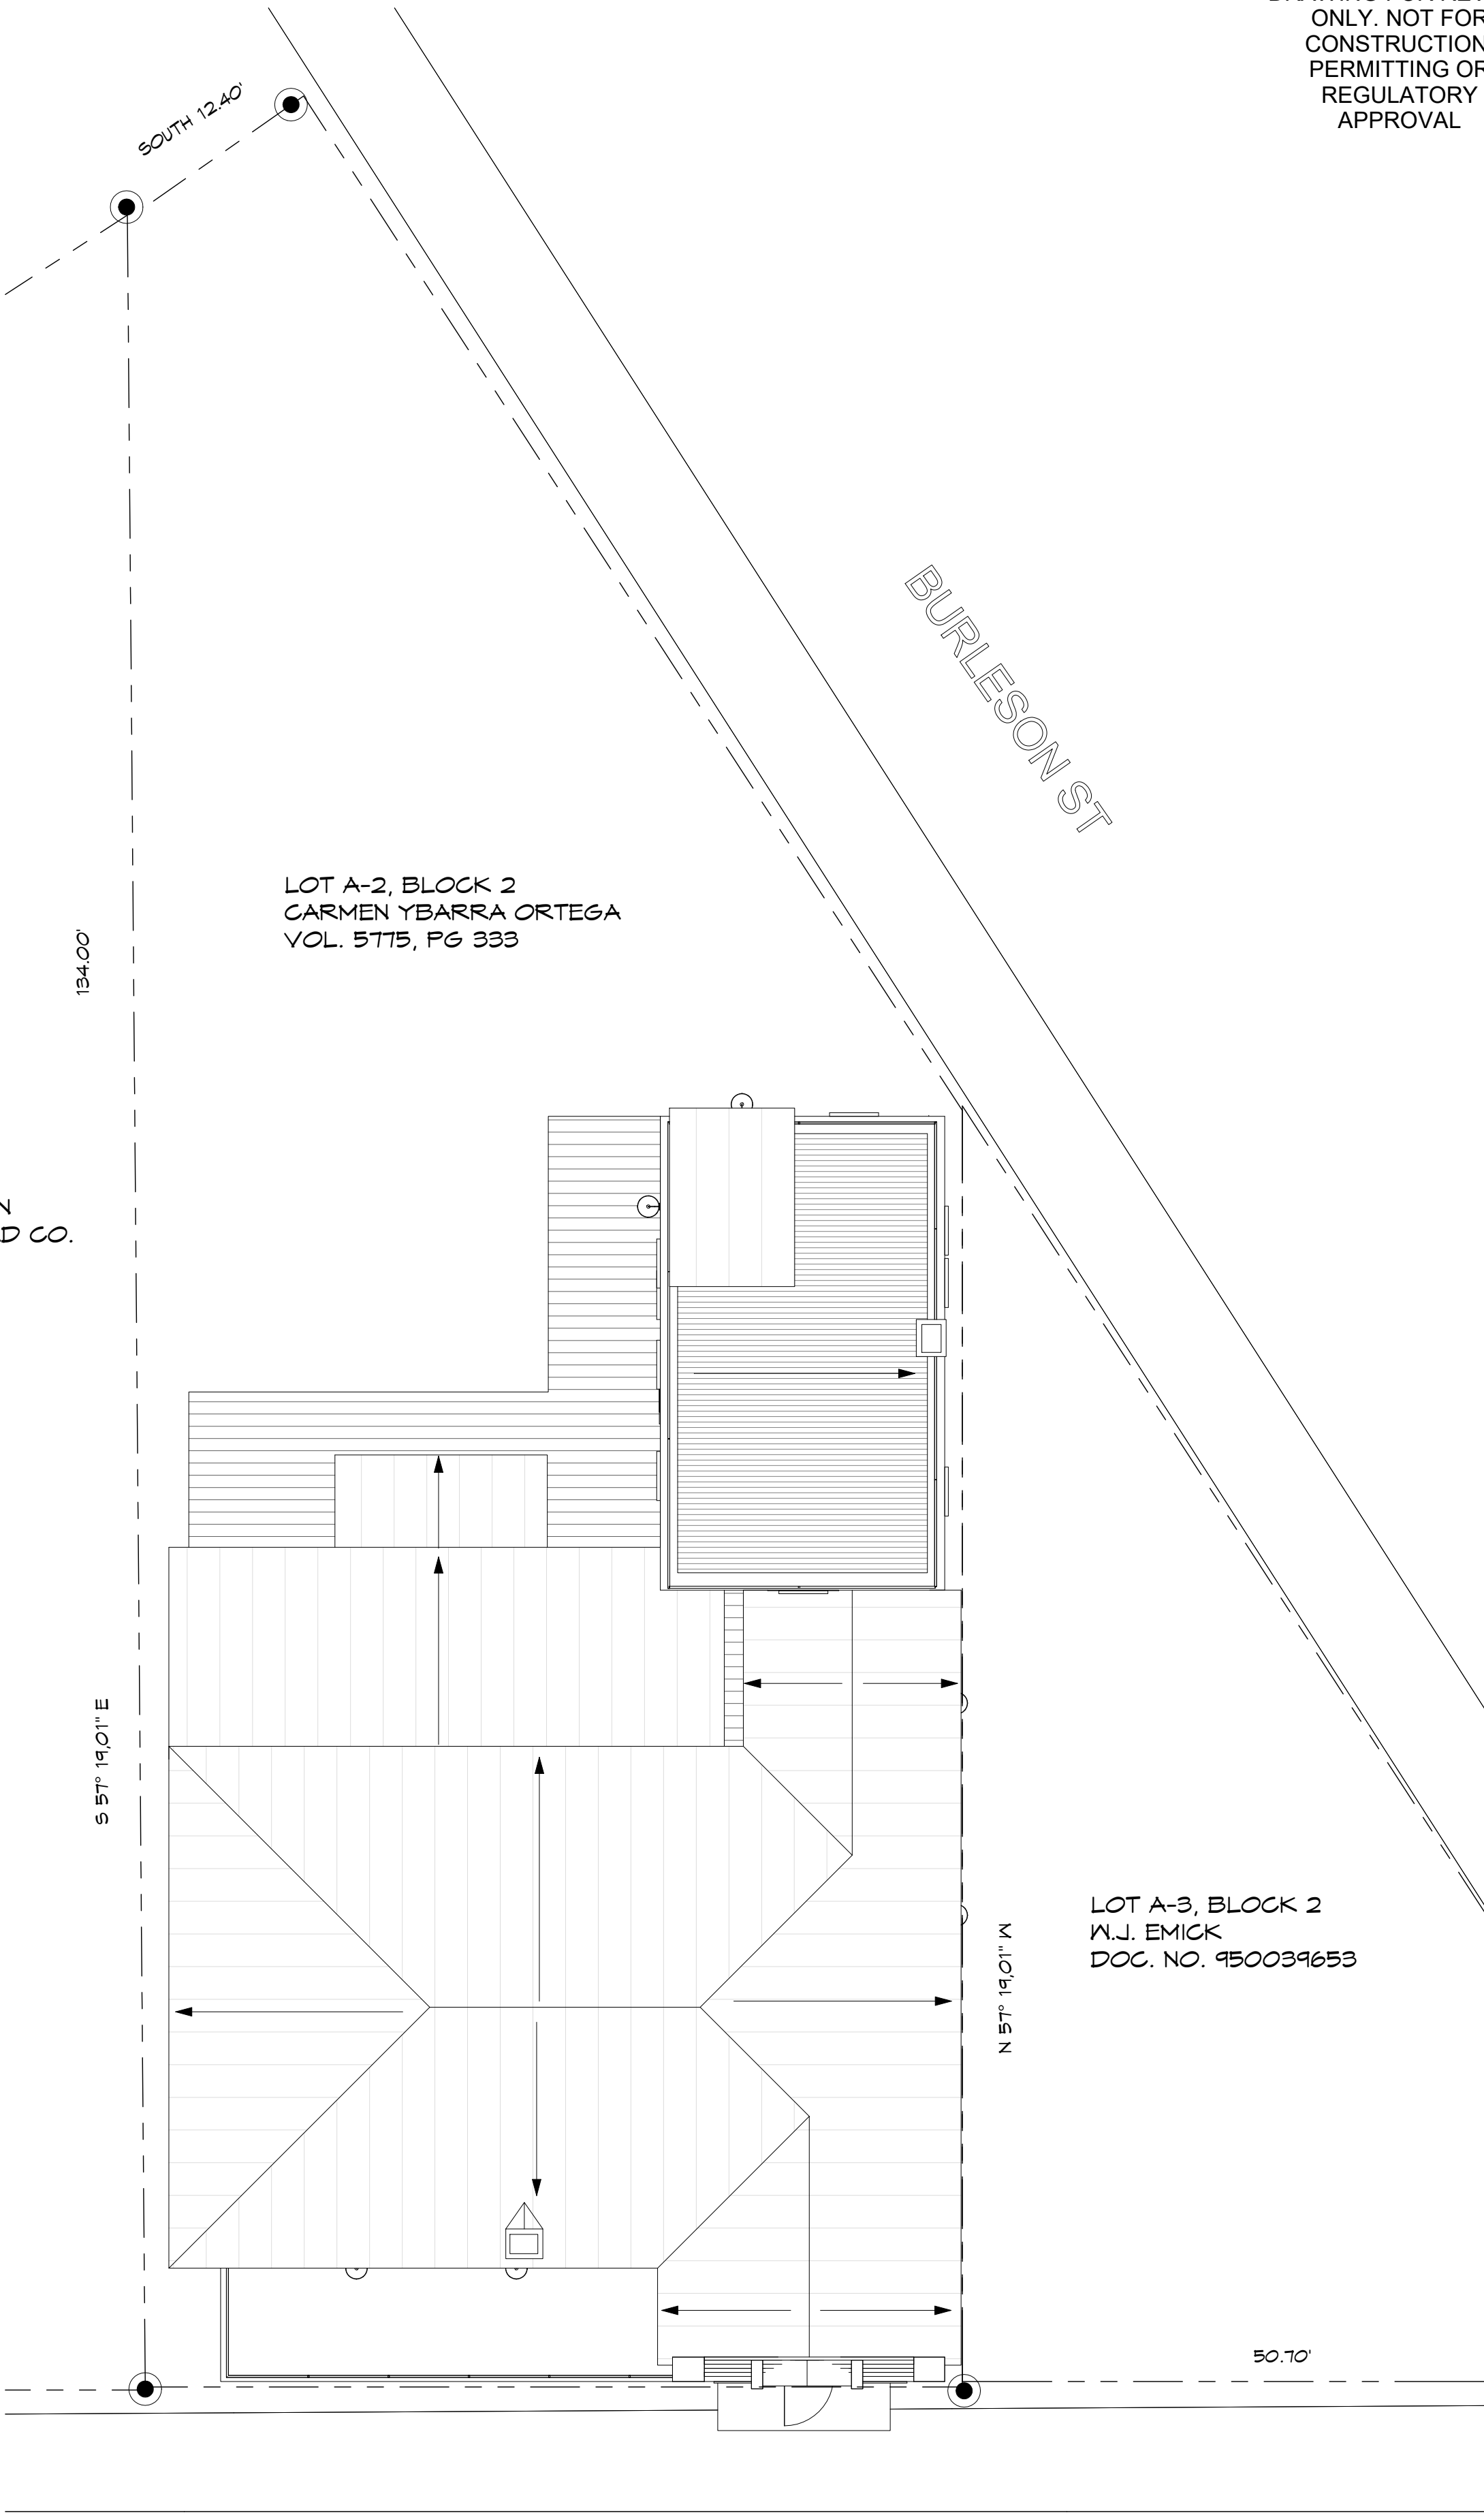 ONLY. NOT FOR
CONSTRUCTION
PERMITTING OR
REGULATORY
APPROVAL
SOUTH 12.40'
BURLESON ST
LOT A-2, BLOCK 2
CARMEN YBARRA ORTEGA
VOL. 5775, PG 333
134.00'
CO.
S 57° 19,01" E
LOT A-3, BLOCK 2
W.J. EMICK
DOC. NO. 950039653
N 57° 19,01" W
50.70'